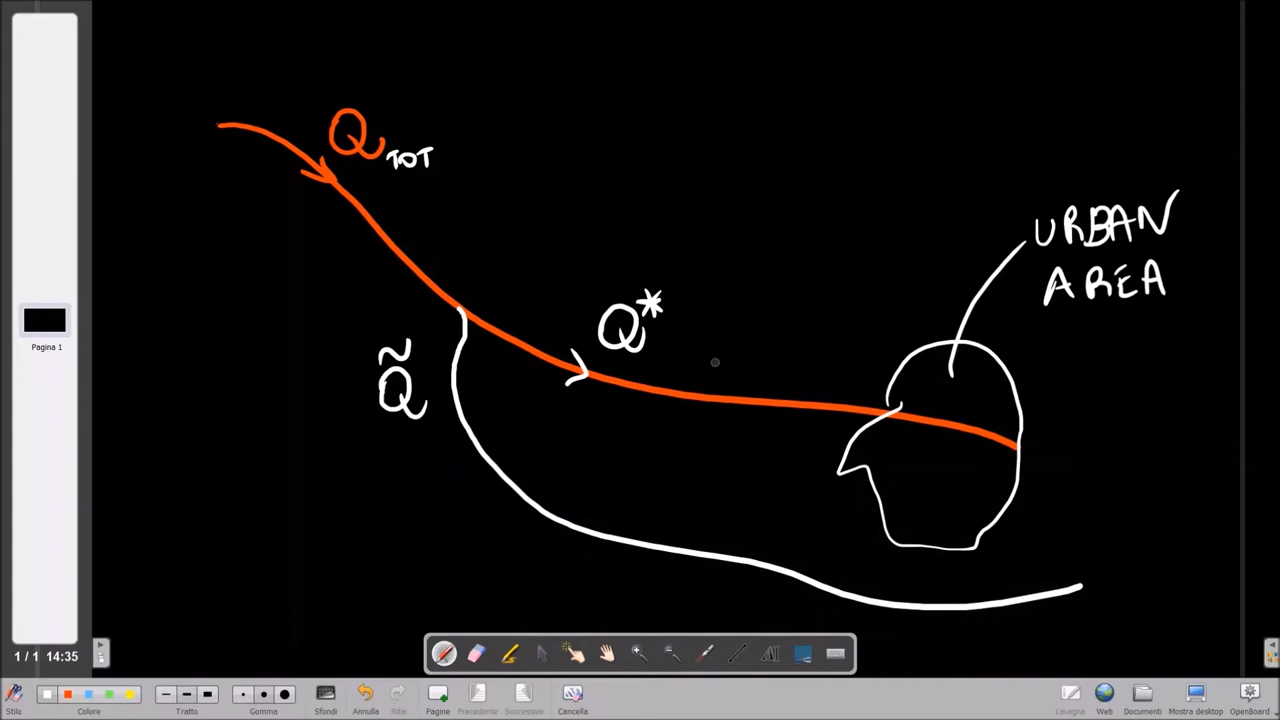 Q TOT
Q*
Q̃
URBAN
AREA
Pagina 1
1 / 1 14:35
Colore
Tratto
Gomma
Sfondi
Annulla
Rifai
Pagine
Precedente
Successivo
Cancella
Lavagna
Web
Documenti
Mostra desktop
OpenBoard